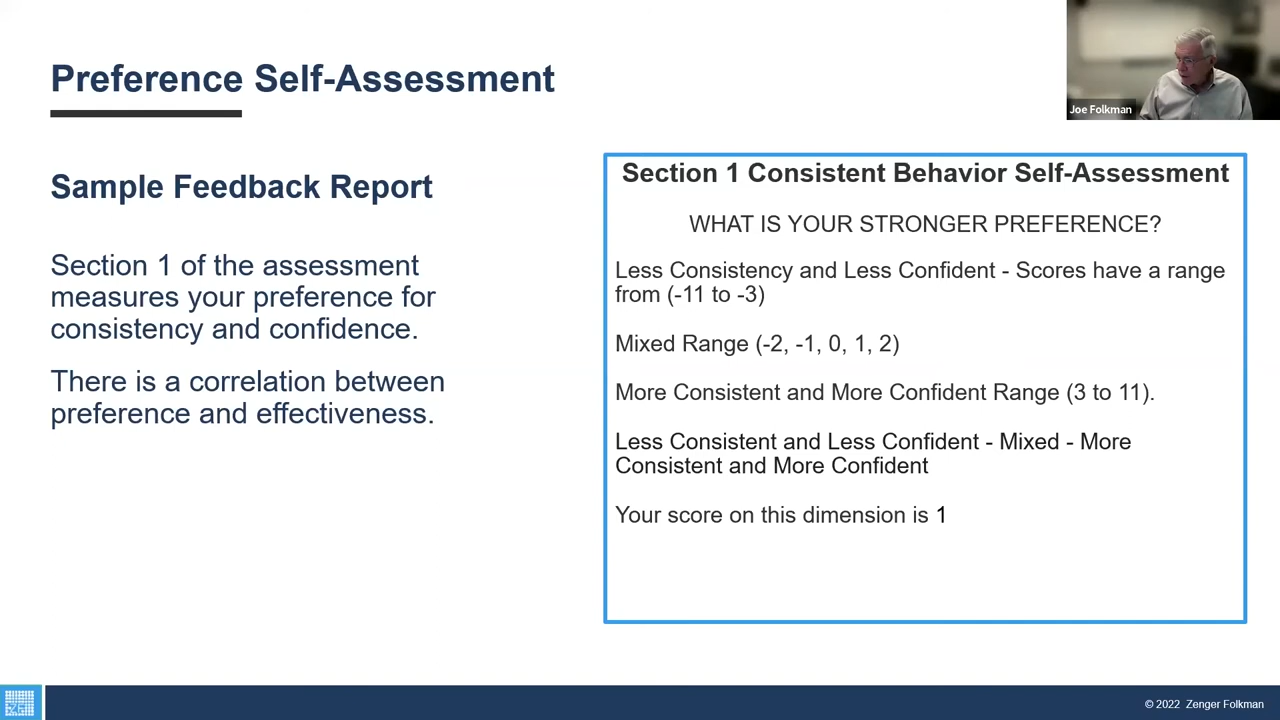 Preference Self-Assessment
Joe Folkman
Sample Feedback Report
Section 1 of the assessment
measures your preference for
consistency and confidence.
There is a correlation between
preference and effectiveness.
Section 1 Consistent Behavior Self-Assessment
WHAT IS YOUR STRONGER PREFERENCE?
Less Consistency and Less Confident - Scores have a range
from (-11 to -3)
Mixed Range (-2, -1, 0, 1, 2)
More Consistent and More Confident Range (3 to 11).
Less Consistent and Less Confident - Mixed - More
Consistent and More Confident
Your score on this dimension is 1
ZF
© 2022 Zenger Folkman